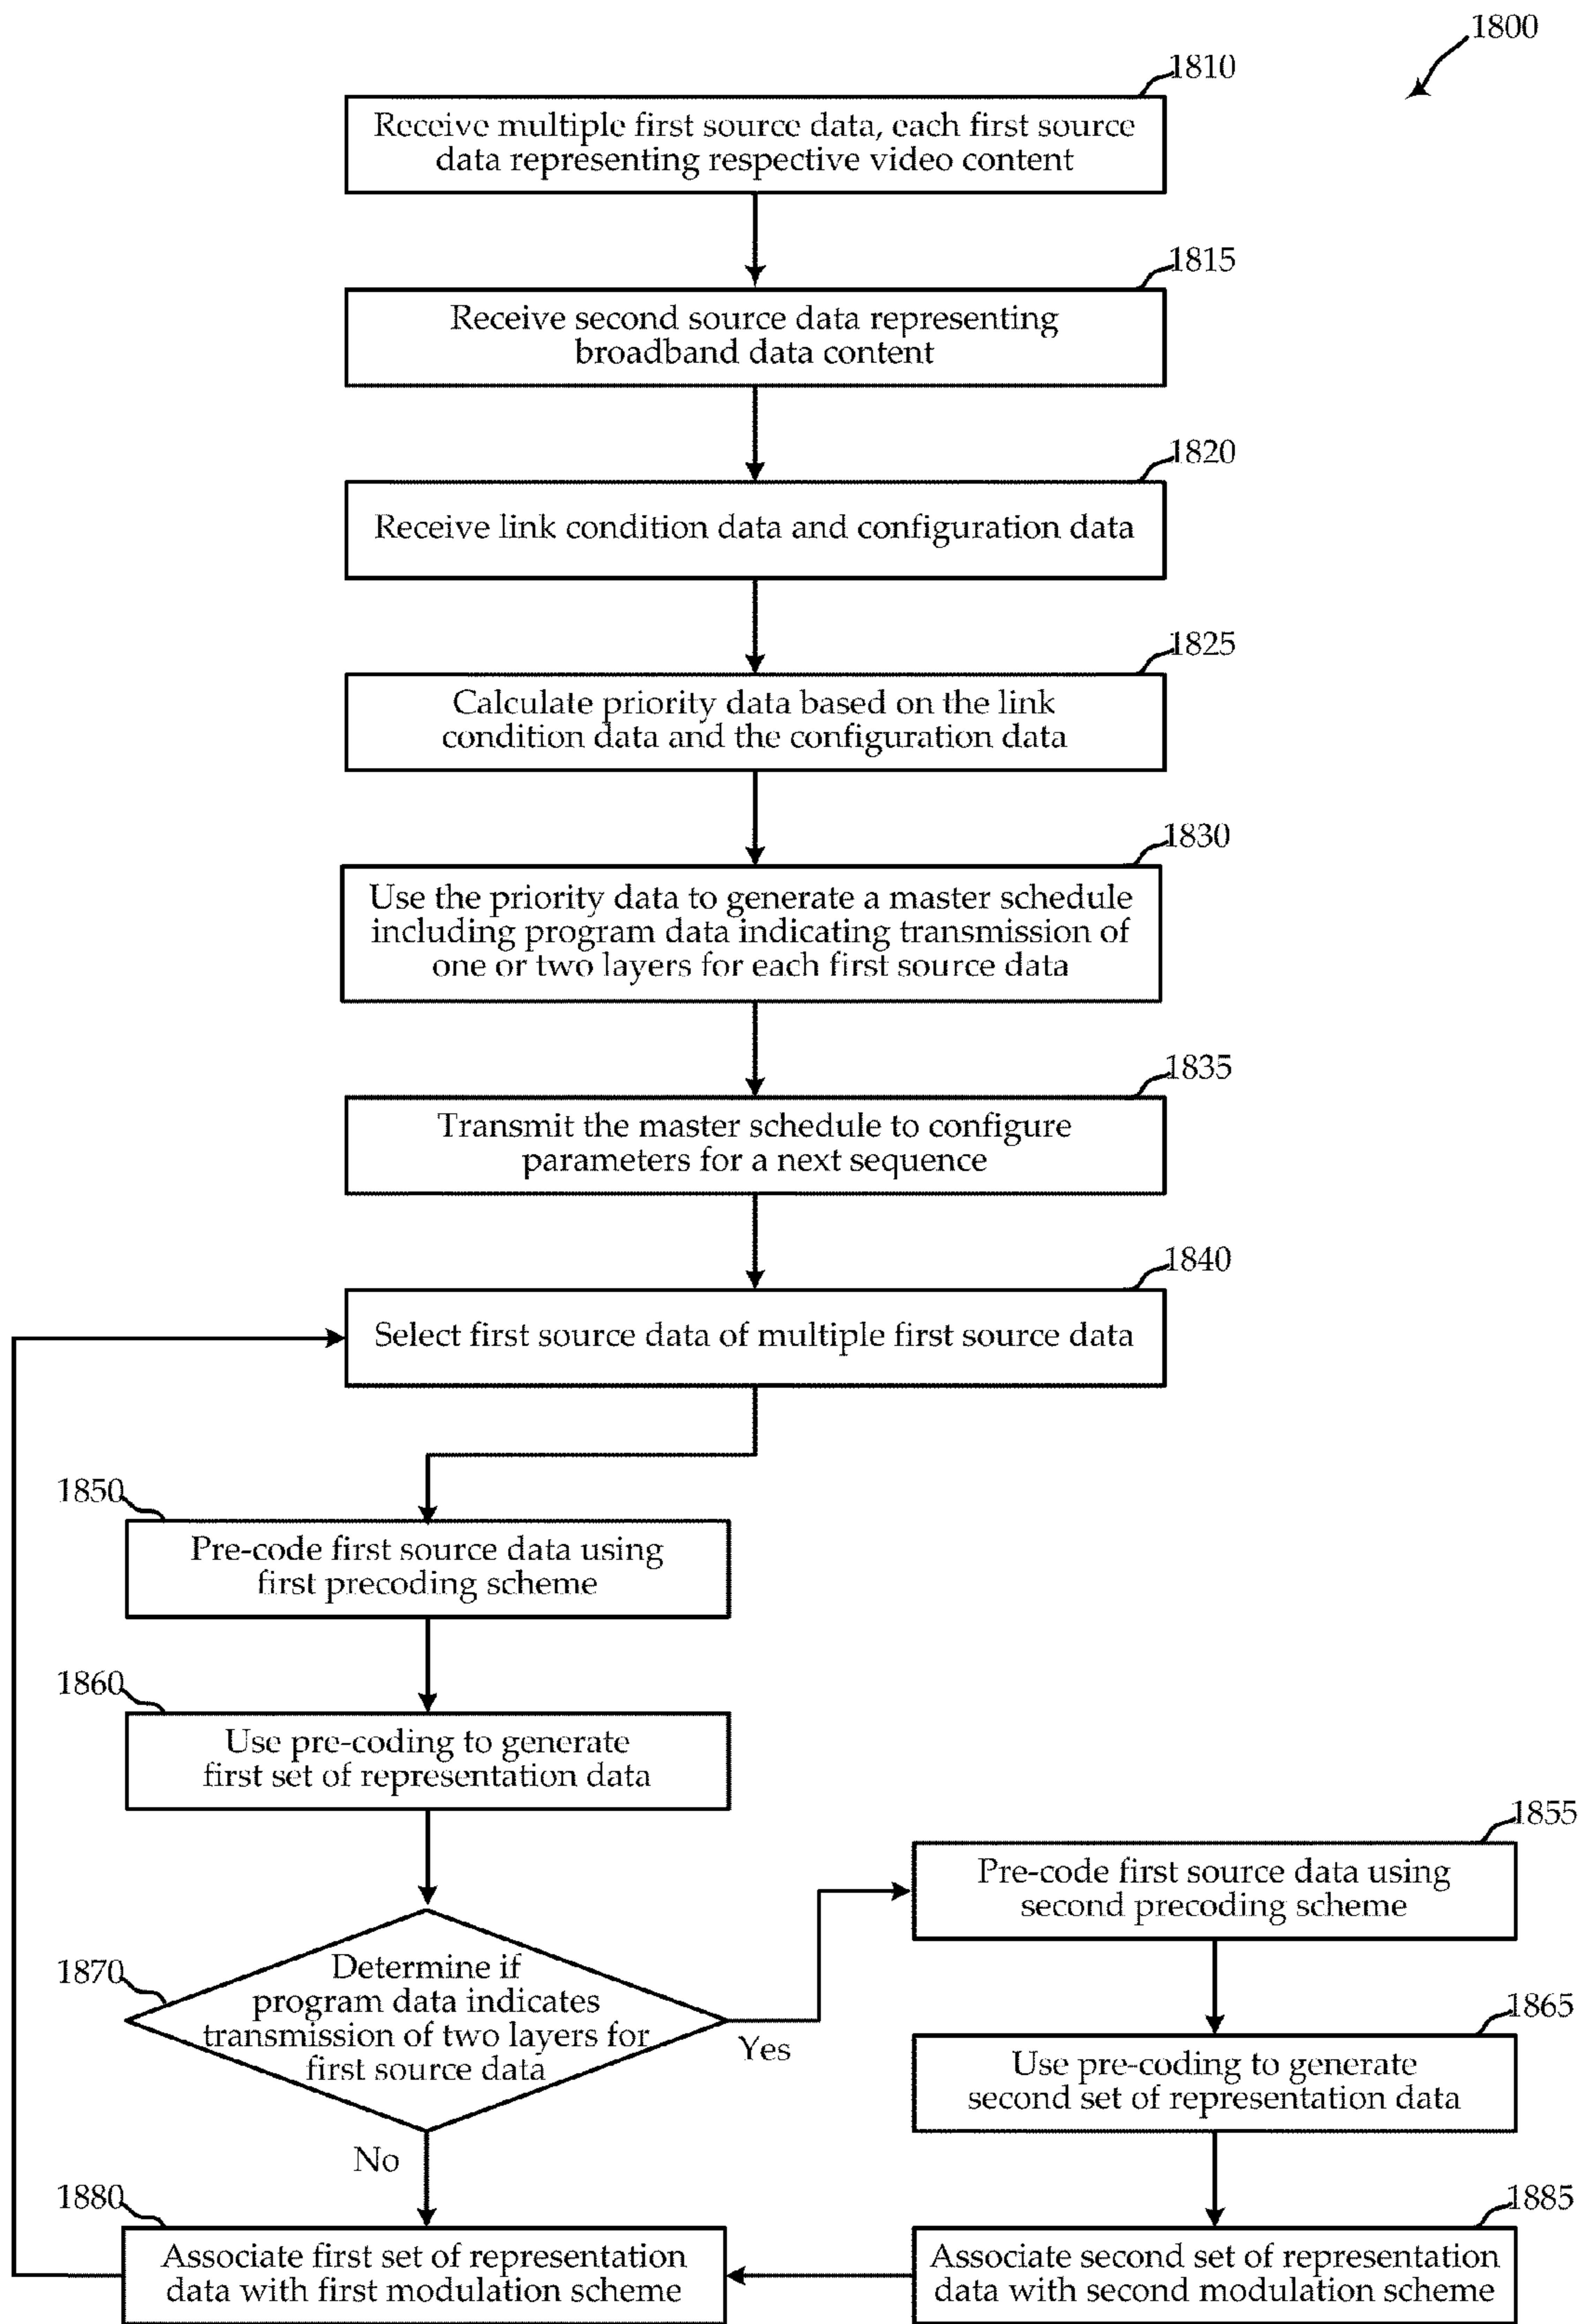 1800
1810
Receive multiple first source data, each first source
data representing respective video content
1815
Receive second source data representing
broadband data content
1820
Receive link condition data and configuration data
1825
Calculate priority data based on the link
condition data and the configuration data
1830
Use the priority data to generate a master schedule
including program data indicating transmission of
one or two layers for each first source data
1835
Transmit the master schedule to configure
parameters for a next sequence
1840
Select first source data of multiple first source data
1850
Pre-code first source data using
first precoding scheme
1860
Use pre-coding to generate
first set of representation data
1870
Determine if
program data indicates
transmission of two layers for
first source data
Yes
No
1855
Pre-code first source data using
second precoding scheme
1865
Use pre-coding to generate
second set of representation data
1885
Associate second set of representation
data with second modulation scheme
1880
Associate first set of representation
data with first modulation scheme